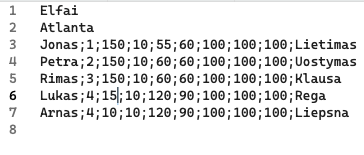 1 Elfai
2 Atlanta
3 Jonas;1;150;10;55;60;100;100;100;Lietimas
4 Petra;2;150;10;60;60;100;100;100;Uostymas
5 Rimas;3;150;10;60;60;100;100;100;Klausa
6 Lukas;4;15;10;120;90;100;100;100;Rega
7 Arnas;4;10;10;120;90;100;100;100;Liepsna
8